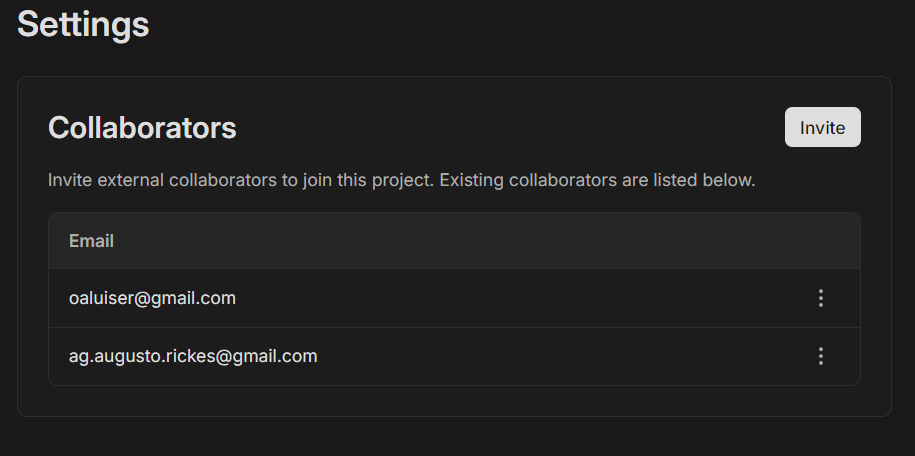 Settings
Collaborators
Invite
Invite external collaborators to join this project. Existing collaborators are listed below.
Email
oaluiser@gmail.com
ag.augusto.rickes@gmail.com